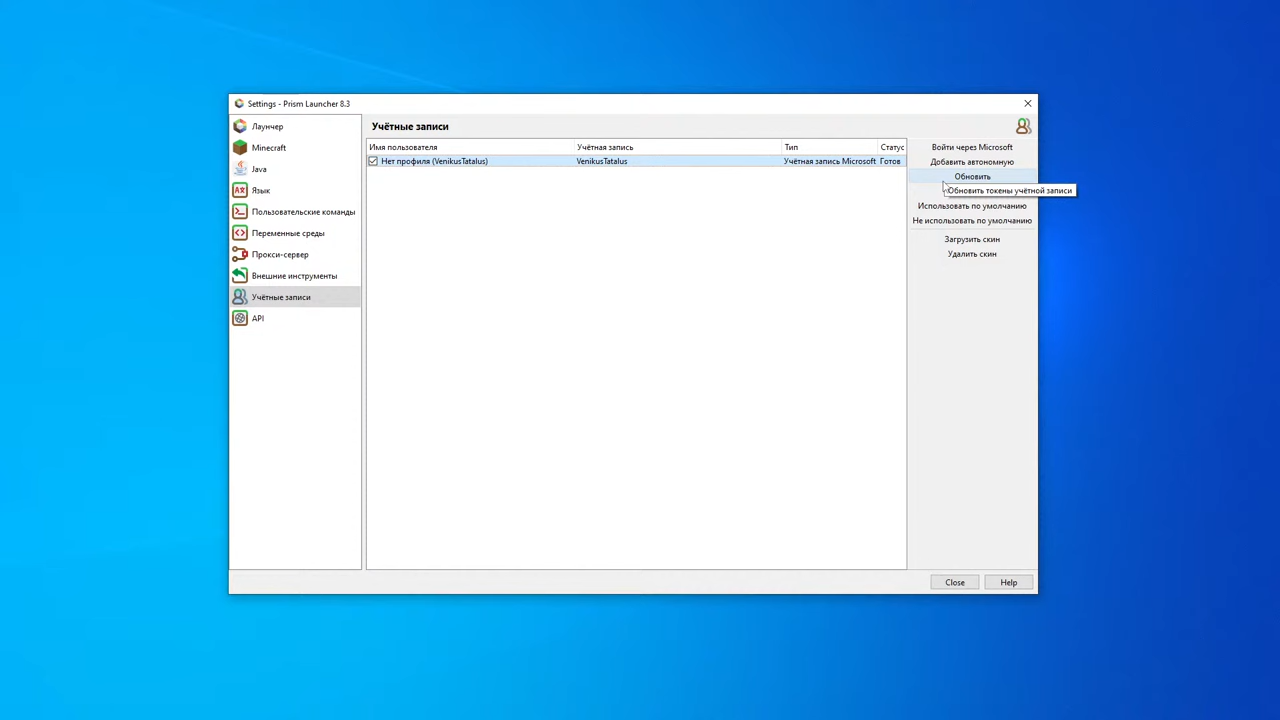 Settings - Prism Launcher 8.3
Лаунчер
Minecraft
Java
Язык
Пользовательские команды
Переменные среды
Прокси-сервер
Внешние инструменты
Учётные записи
API
Учётные записи
Имя пользователя Учётная запись Тип Статус
Нет профиля (VenikusTatalus) VenikusTatalus Учётная запись Microsoft Готов
Войти через Microsoft
Добавить автономную
Обновить
Обновить токены учётной записи
Использовать по умолчанию
Не использовать по умолчанию
Загрузить скин
Удалить скин
Close Help